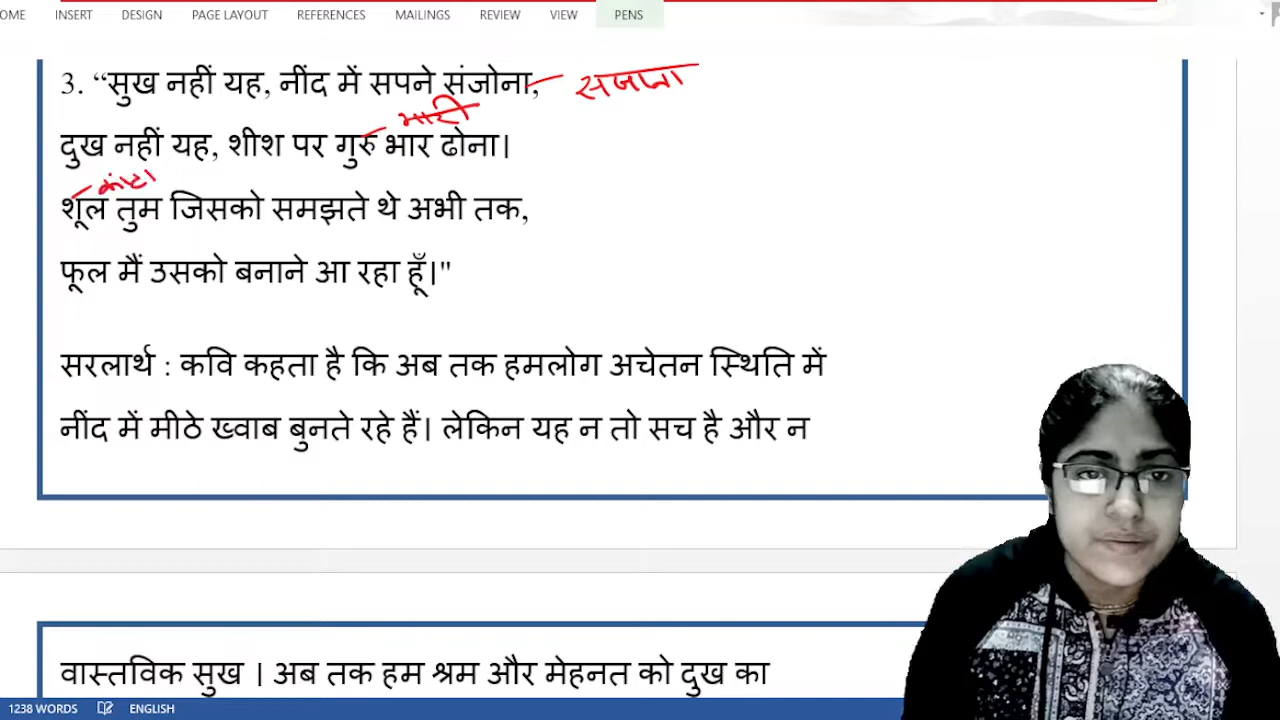 OME INSERT DESIGN PAGE LAYOUT REFERENCES MAILINGS REVIEW VIEW PENS
3. “सुख नहीं यह, नींद में सपने संजोना, सजाना
भारी
दुख नहीं यह, शीश पर गुरु भार ढोना।
कांटा
शूल तुम जिसको समझते थे अभी तक,
फूल मैं उसको बनाने आ रहा हूँ।"
सरलार्थ : कवि कहता है कि अब तक हमलोग अचेतन स्थिति में
नींद में मीठे ख्वाब बुनते रहे हैं। लेकिन यह न तो सच है और न
वास्तविक सुख । अब तक हम श्रम और मेहनत को दुख का
1238 WORDS ENGLISH